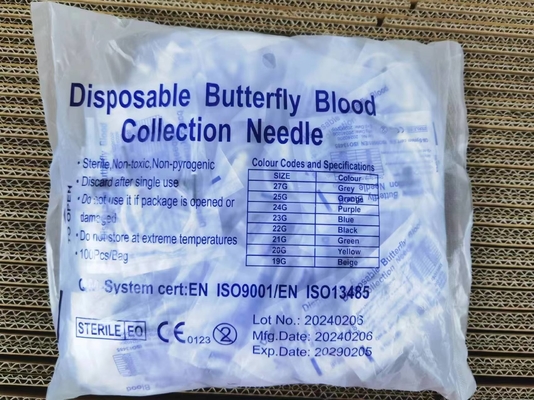 Disposable Butterfly Blood
Collection Needle
• Sterile,Non-toxic,Non-pyrogenic
• Discard after single use
• Do not use it if package is opened or
damaged
• Do not store at extreme temperatures
• 100Pcs/Bag
TO OPEN
Colour Codes and Specifications
SIZE Colour
27G Grey
25G Orange
24G Purple
23G Blue
22G Black
21G Green
20G Yellow
19G Beige
System cert:EN ISO9001/EN ISO13485
STERILE EO CE 0123 2
Lot No.: 20240206
Mfg.Date: 20240206
Exp.Date: 20290205